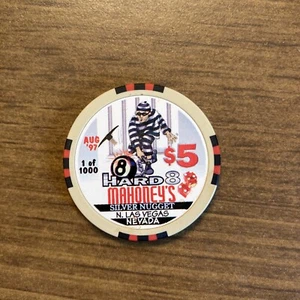 AUG
'97
1 of
1000
$5
8
HARD 8
MAHONEY'S
SILVER NUGGET
N. LAS VEGAS
NEVADA